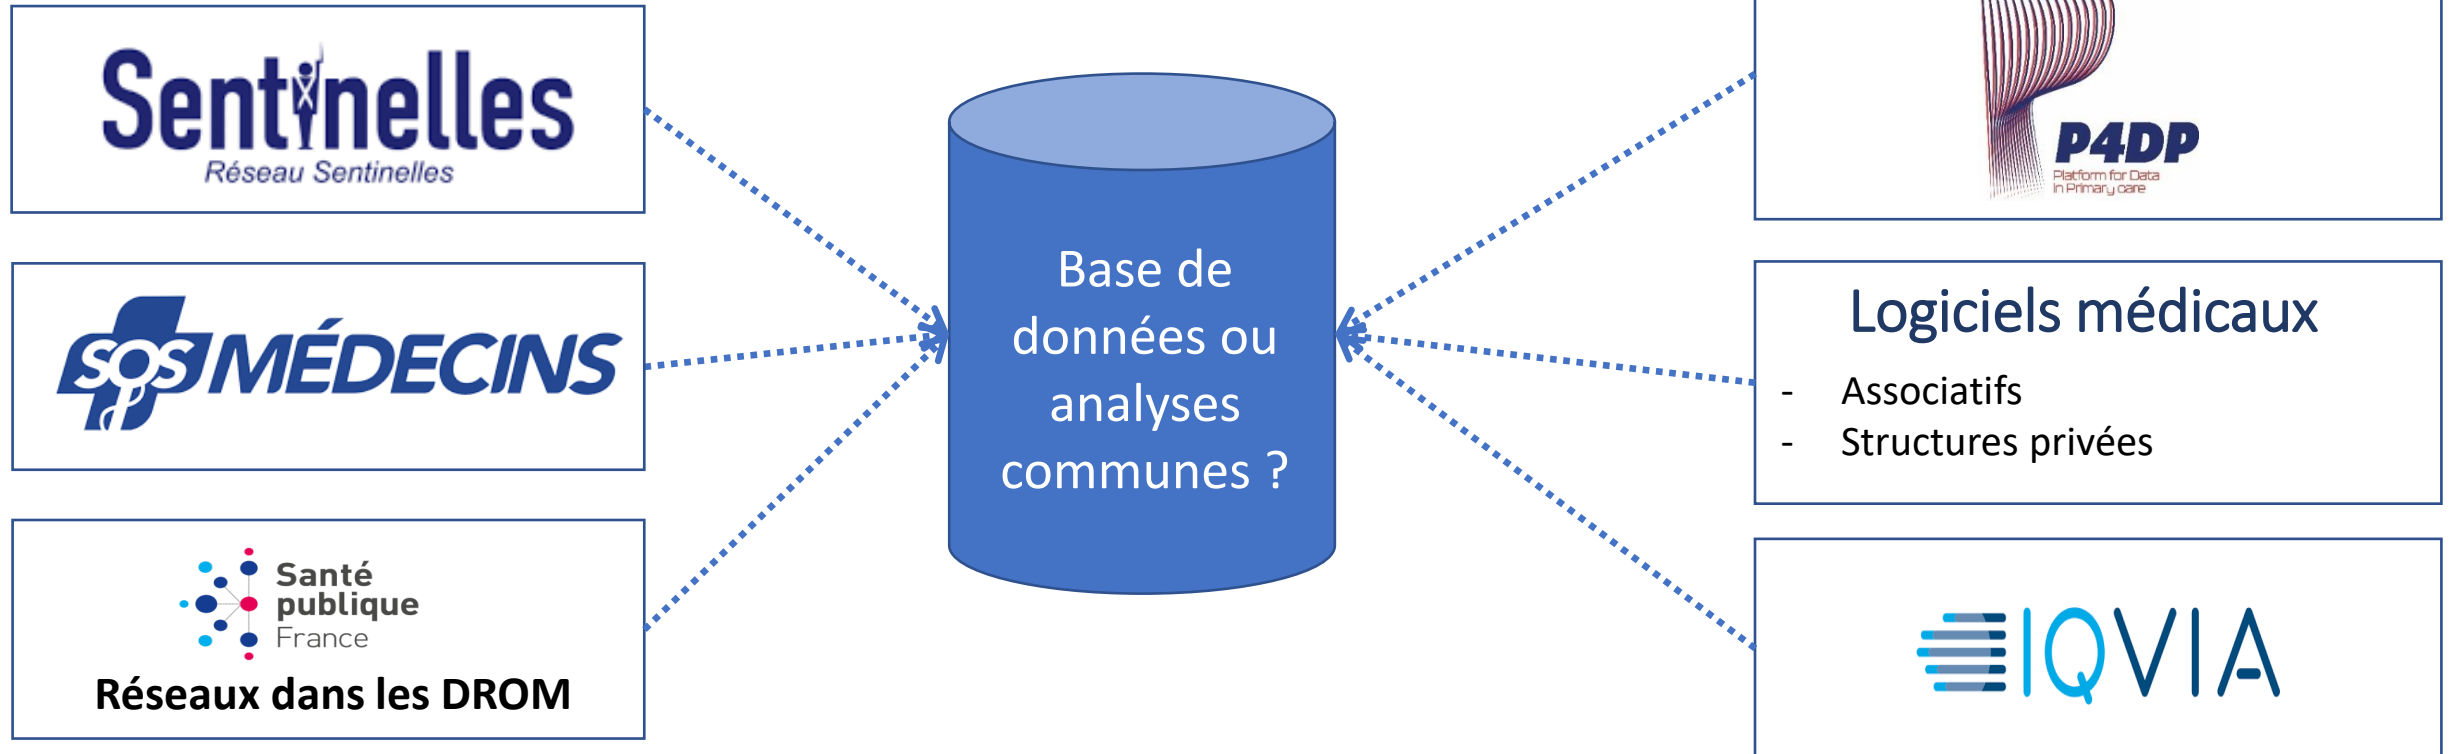 Sentinelles
Réseau Sentinelles
SOS MÉDECINS
Santé
publique
France
Réseaux dans les DROM
Base de
données ou
analyses
communes ?
P4DP
Platform for Data
in Primary care
Logiciels médicaux
- Associatifs
- Structures privées
IQVIA